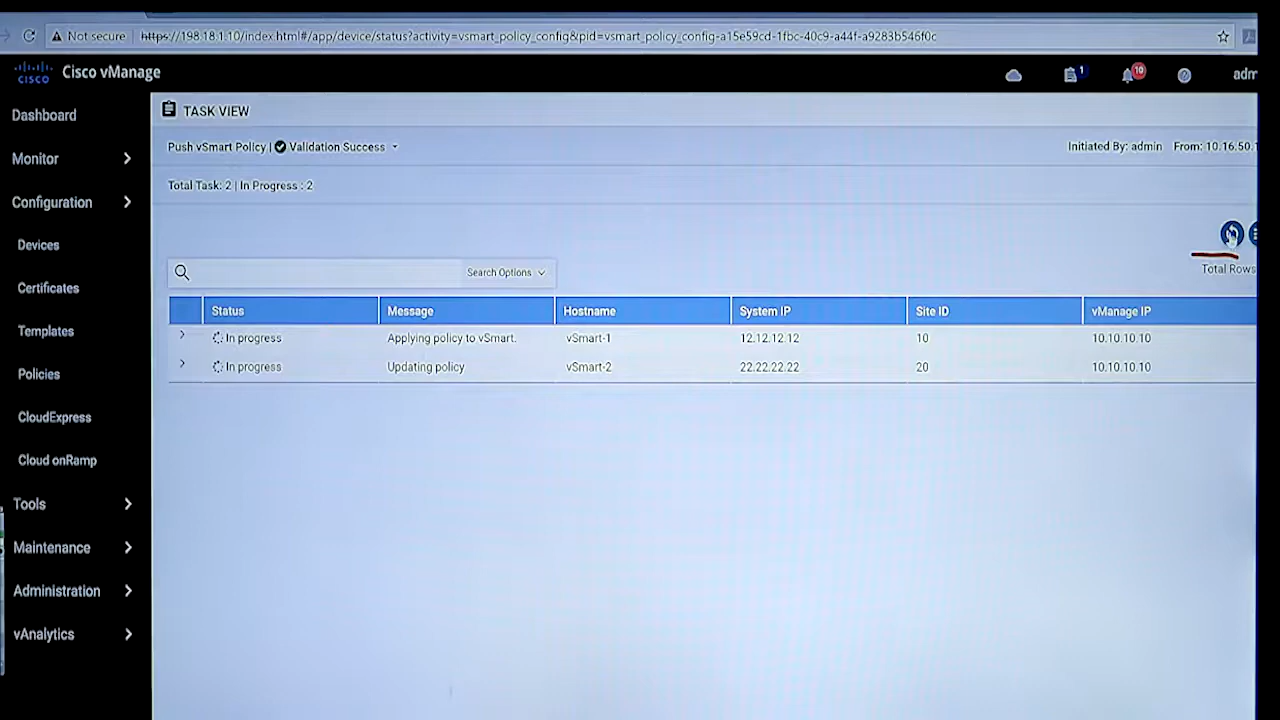 Not secure https://198.18.1.10/index.html#/app/device/status?activity=vsmart_policy_config&pid=vsmart_policy_config-a15e59cd-1fbc-40c9-a44f-a9283b546f0c
CISCO Cisco vManage 1 10 adm
Dashboard
Monitor
Configuration
Devices
Certificates
Templates
Policies
CloudExpress
Cloud onRamp
Tools
Maintenance
Administration
vAnalytics
TASK VIEW
Push vSmart Policy | Validation Success Initiated By: admin From: 10.16.50.1
Total Task: 2 | In Progress : 2
Search Options Total Rows
Status Message Hostname System IP Site ID vManage IP
In progress Applying policy to vSmart. vSmart-1 12.12.12.12 10 10.10.10.10
In progress Updating policy vSmart-2 22.22.22.22 20 10.10.10.10